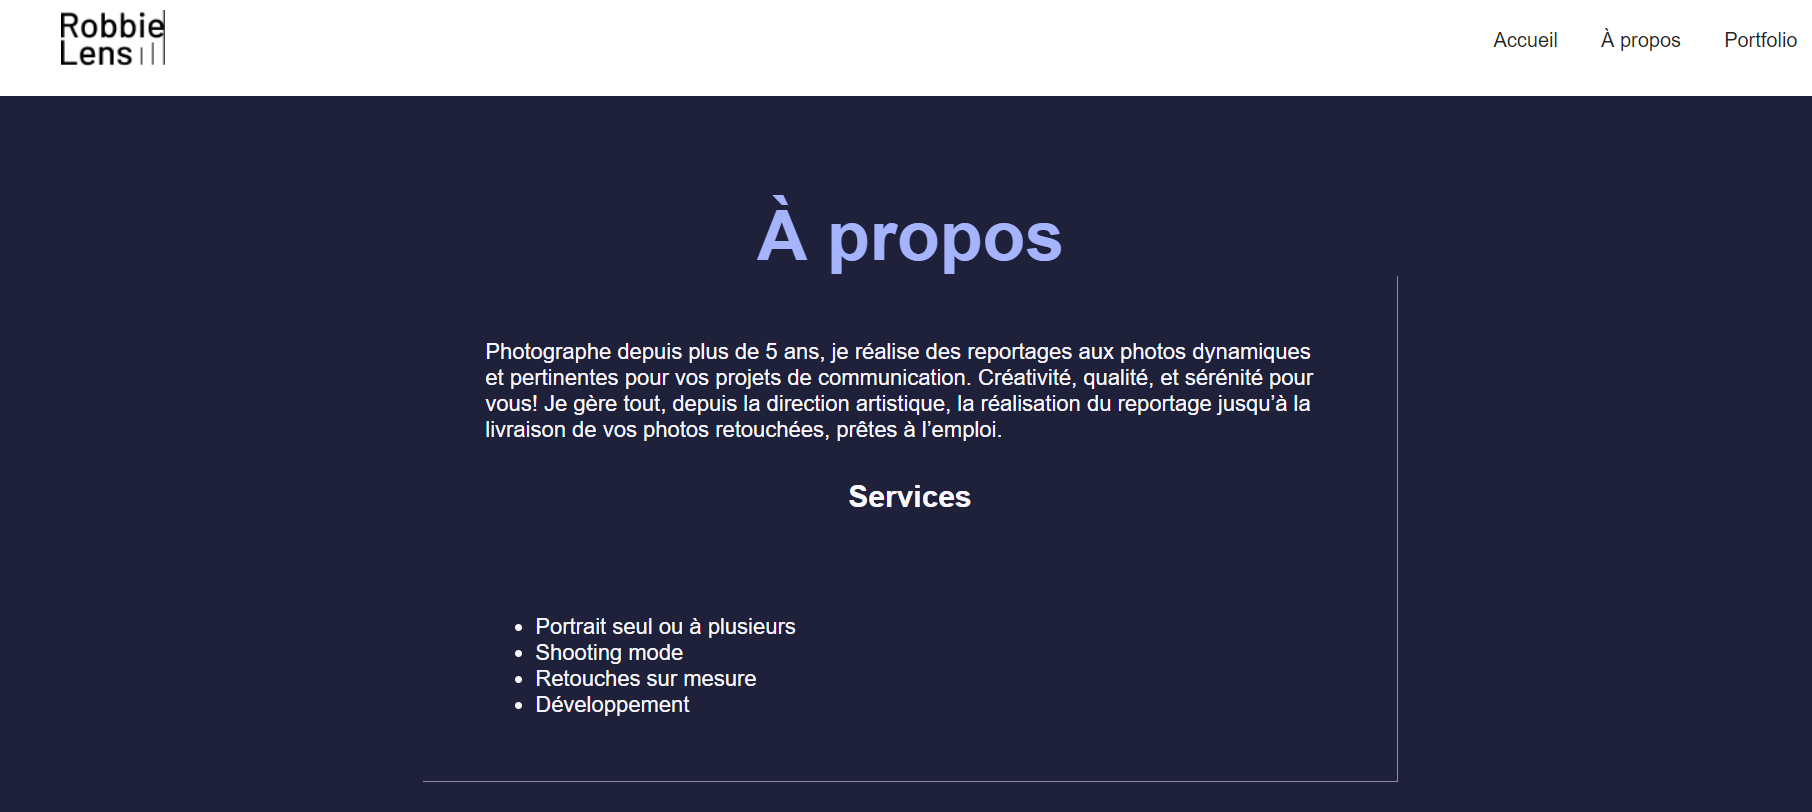 Robbie
Lens
Accueil À propos Portfolio
À propos
Photographe depuis plus de 5 ans, je réalise des reportages aux photos dynamiques
et pertinentes pour vos projets de communication. Créativité, qualité, et sérénité pour
vous! Je gère tout, depuis la direction artistique, la réalisation du reportage jusqu’à la
livraison de vos photos retouchées, prêtes à l’emploi.
Services
• Portrait seul ou à plusieurs
• Shooting mode
• Retouches sur mesure
• Développement